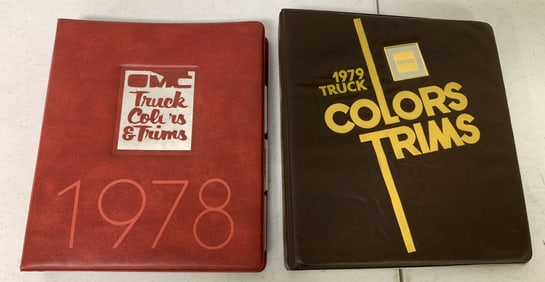 GMC
Truck
Colors
& Trims
1978
GMC
1979
TRUCK
COLORS
TRIMS